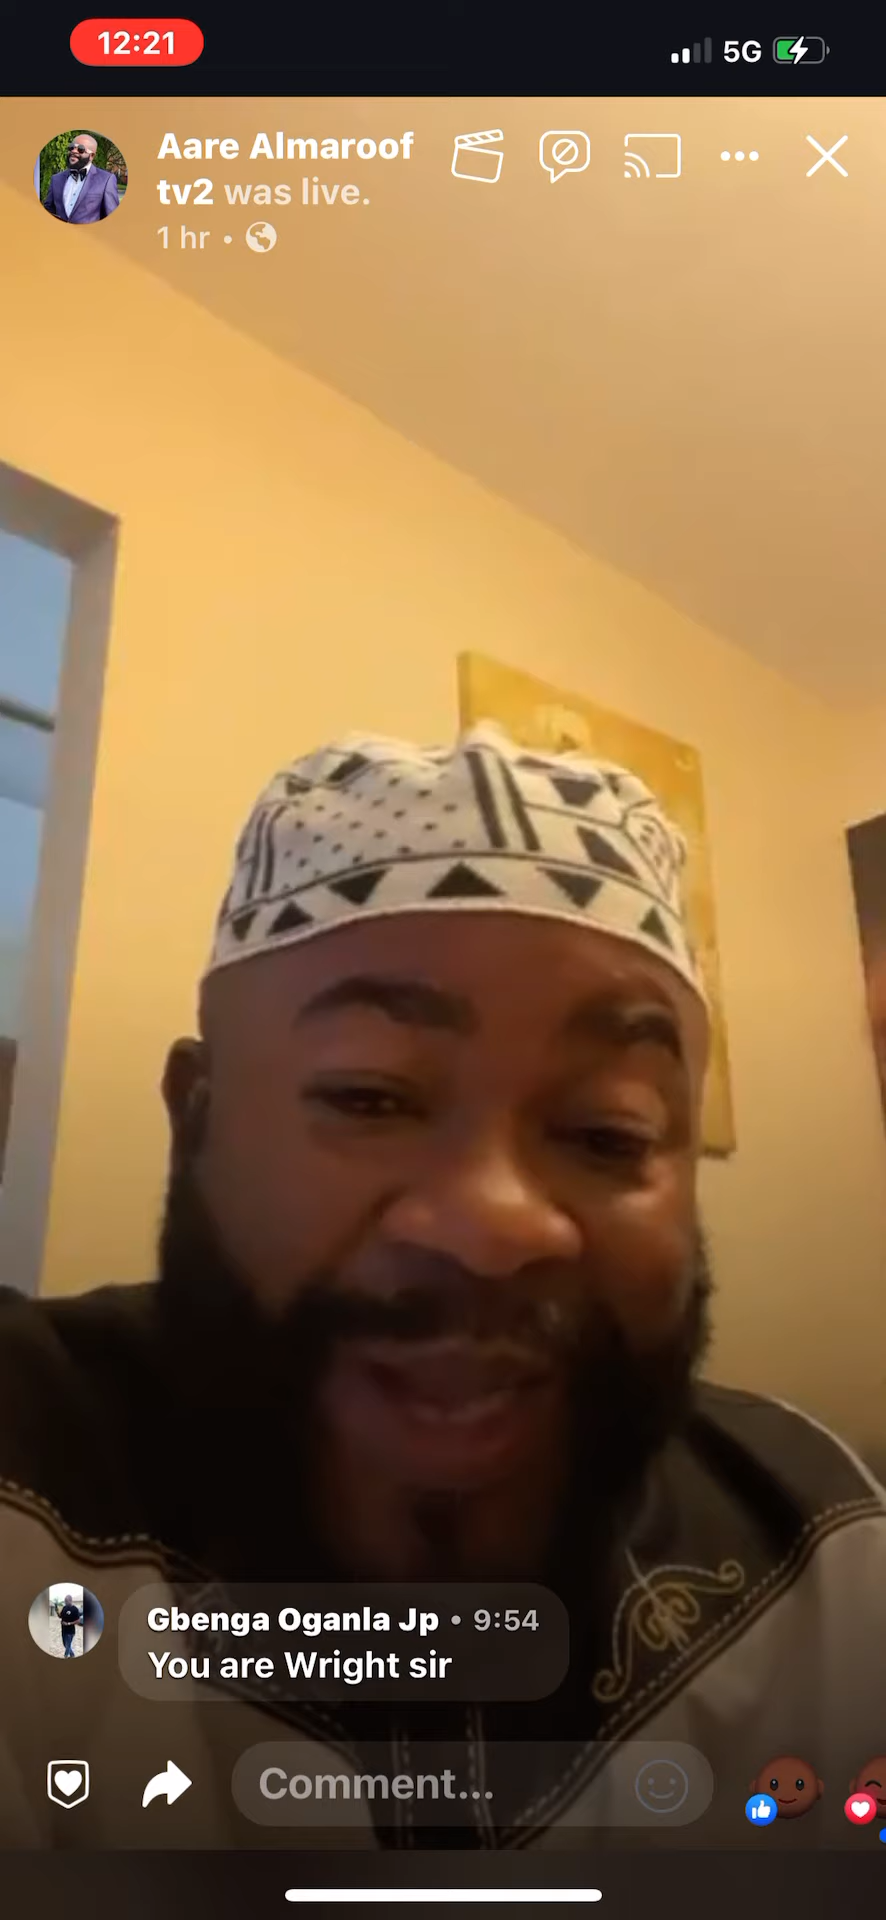 12:21
5G
Aare Almaroof
tv2 was live.
1 hr •
Gbenga Oganla Jp • 9:54
You are Wright sir
Comment...